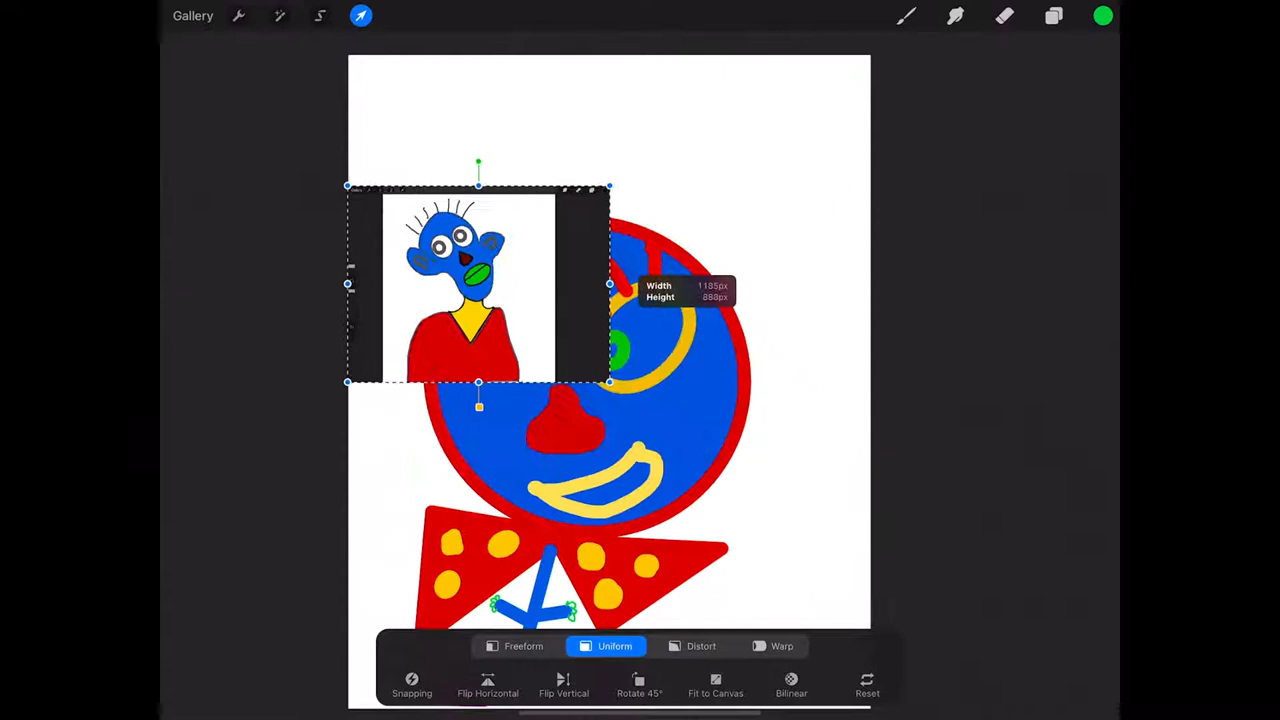 Gallery
Width 1185px
Height 888px
Freeform Uniform Distort Warp
Snapping Flip Horizontal Flip Vertical Rotate 45° Fit to Canvas Bilinear Reset